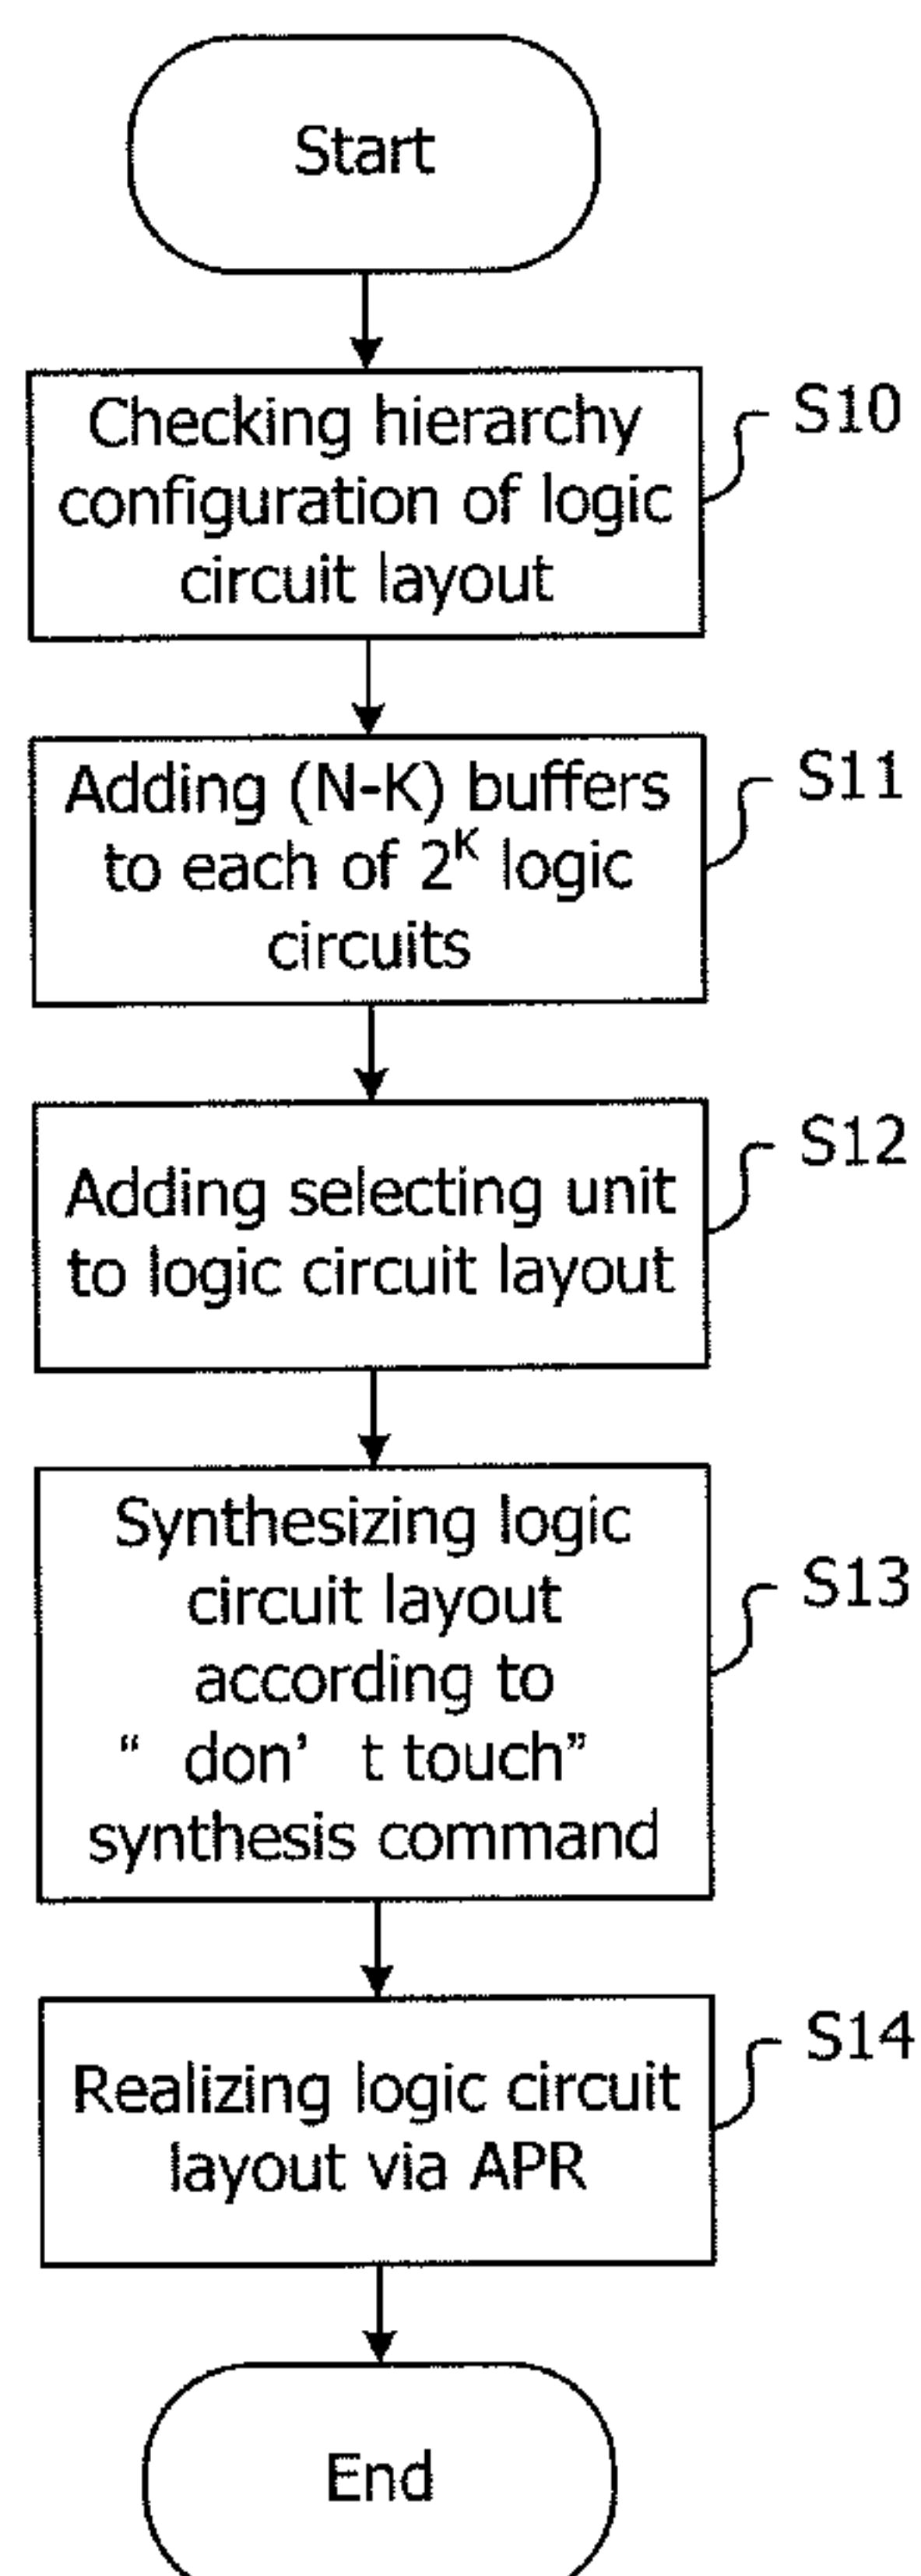 Start
Checking hierarchy
configuration of logic
circuit layout
S10
Adding (N-K) buffers
to each of 2^K logic
circuits
S11
Adding selecting unit
to logic circuit layout
S12
Synthesizing logic
circuit layout
according to
“ don’ t touch”
synthesis command
S13
Realizing logic circuit
layout via APR
S14
End